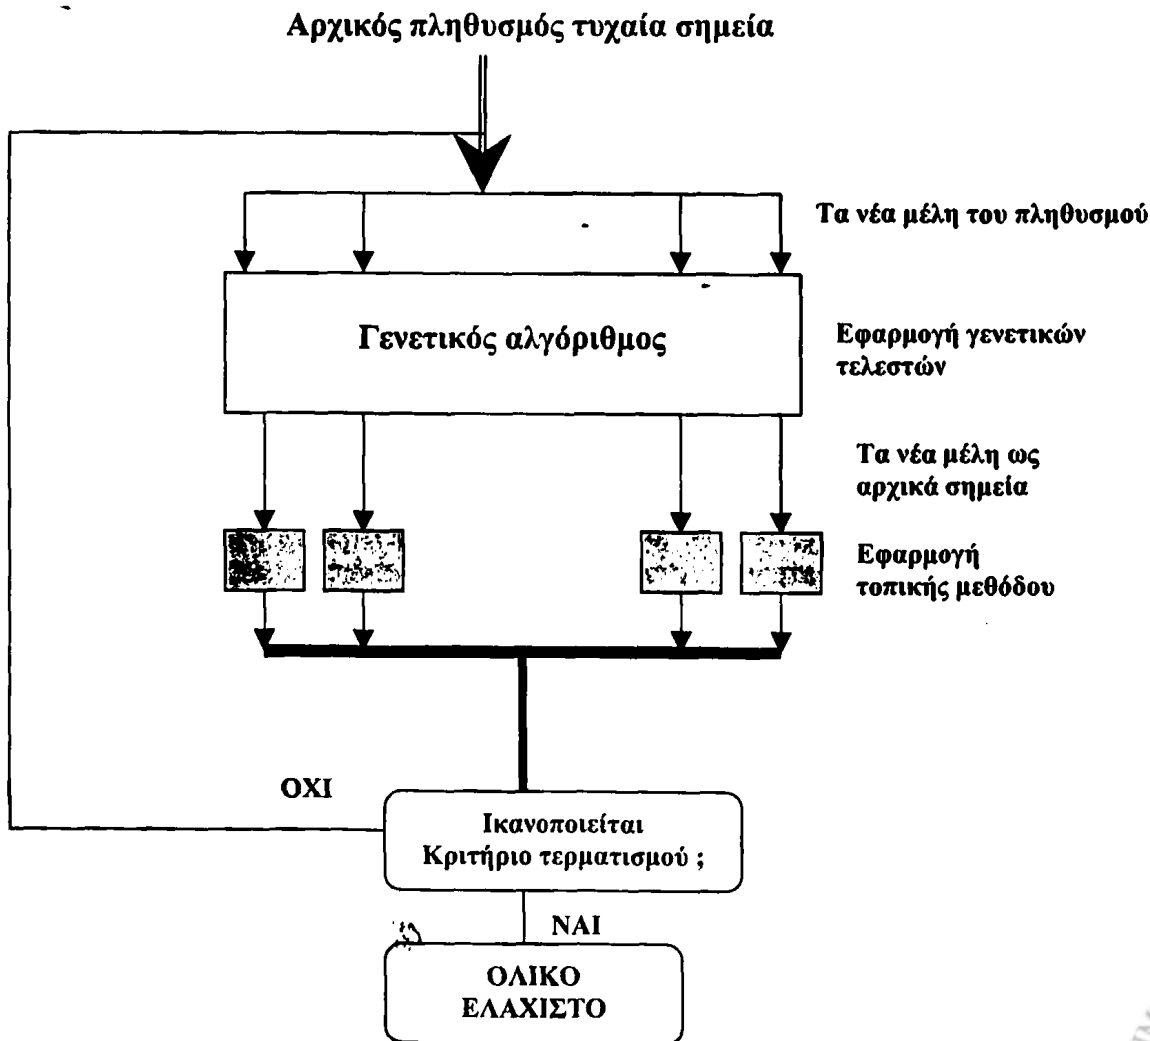 Αρχικός πληθυσμός τυχαία σημεία
Τα νέα μέλη του πληθυσμού
Γενετικός αλγόριθμος
Εφαρμογή γενετικών
τελεστών
Τα νέα μέλη ως
αρχικά σημεία
Εφαρμογή
τοπικής μεθόδου
ΟΧΙ
Ικανοποιείται
Κριτήριο τερματισμού ;
ΝΑΙ
ΟΛΙΚΟ
ΕΛΑΧΙΣΤΟ